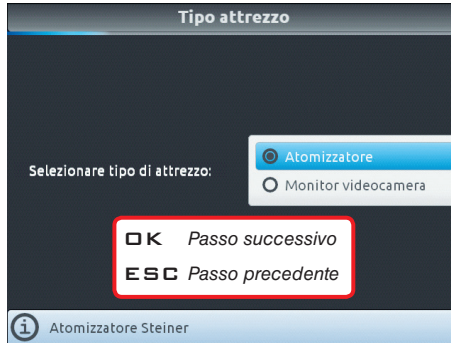 Tipo attrezzo
Selezionare tipo di attrezzo:
Atomizzatore
Monitor videocamera
OK Passo successivo
ESC Passo precedente
Atomizzatore Steiner